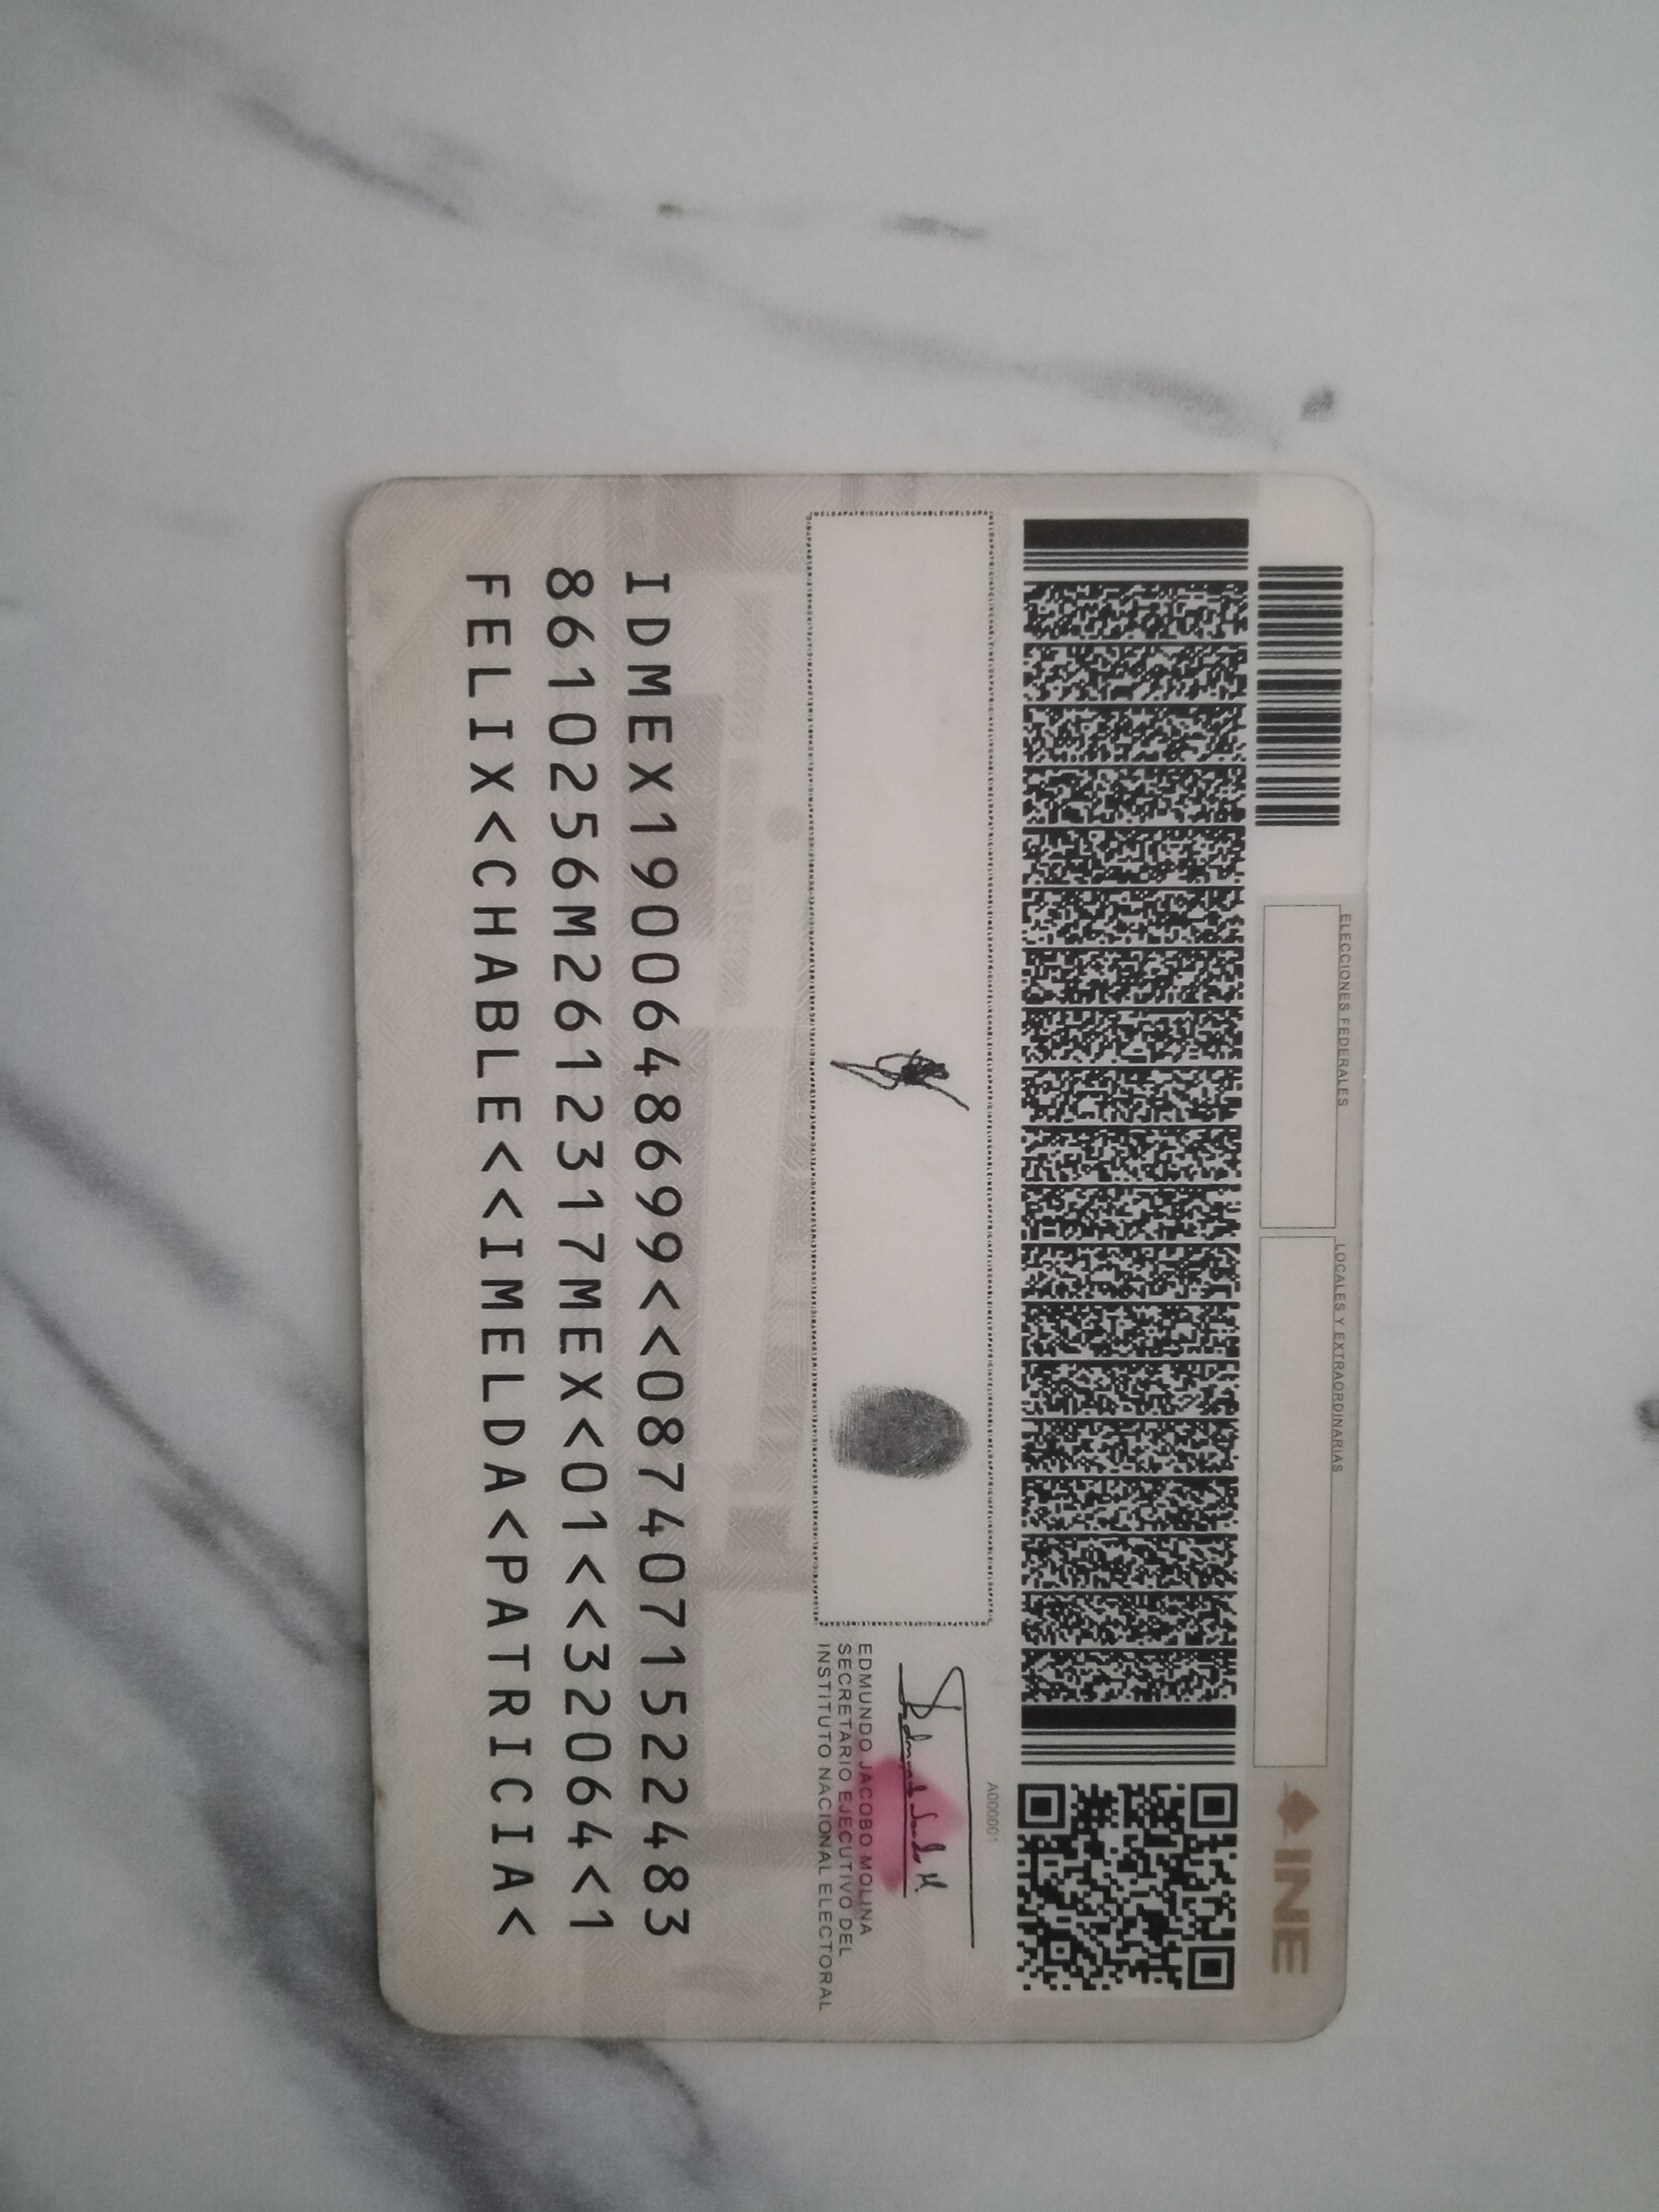 ELECCIONES FEDERALES
LOCALES Y EXTRAORDINARIAS
INE
A000001
EDMUNDO JACOBO MOLINA
SECRETARIO EJECUTIVO DEL
INSTITUTO NACIONAL ELECTORAL
IDMEX1900648699<<0874071522483
8610256M2612317MEX<01<<32064<1
FELIX<CHABLE<<IMELDA<PATRICIA<